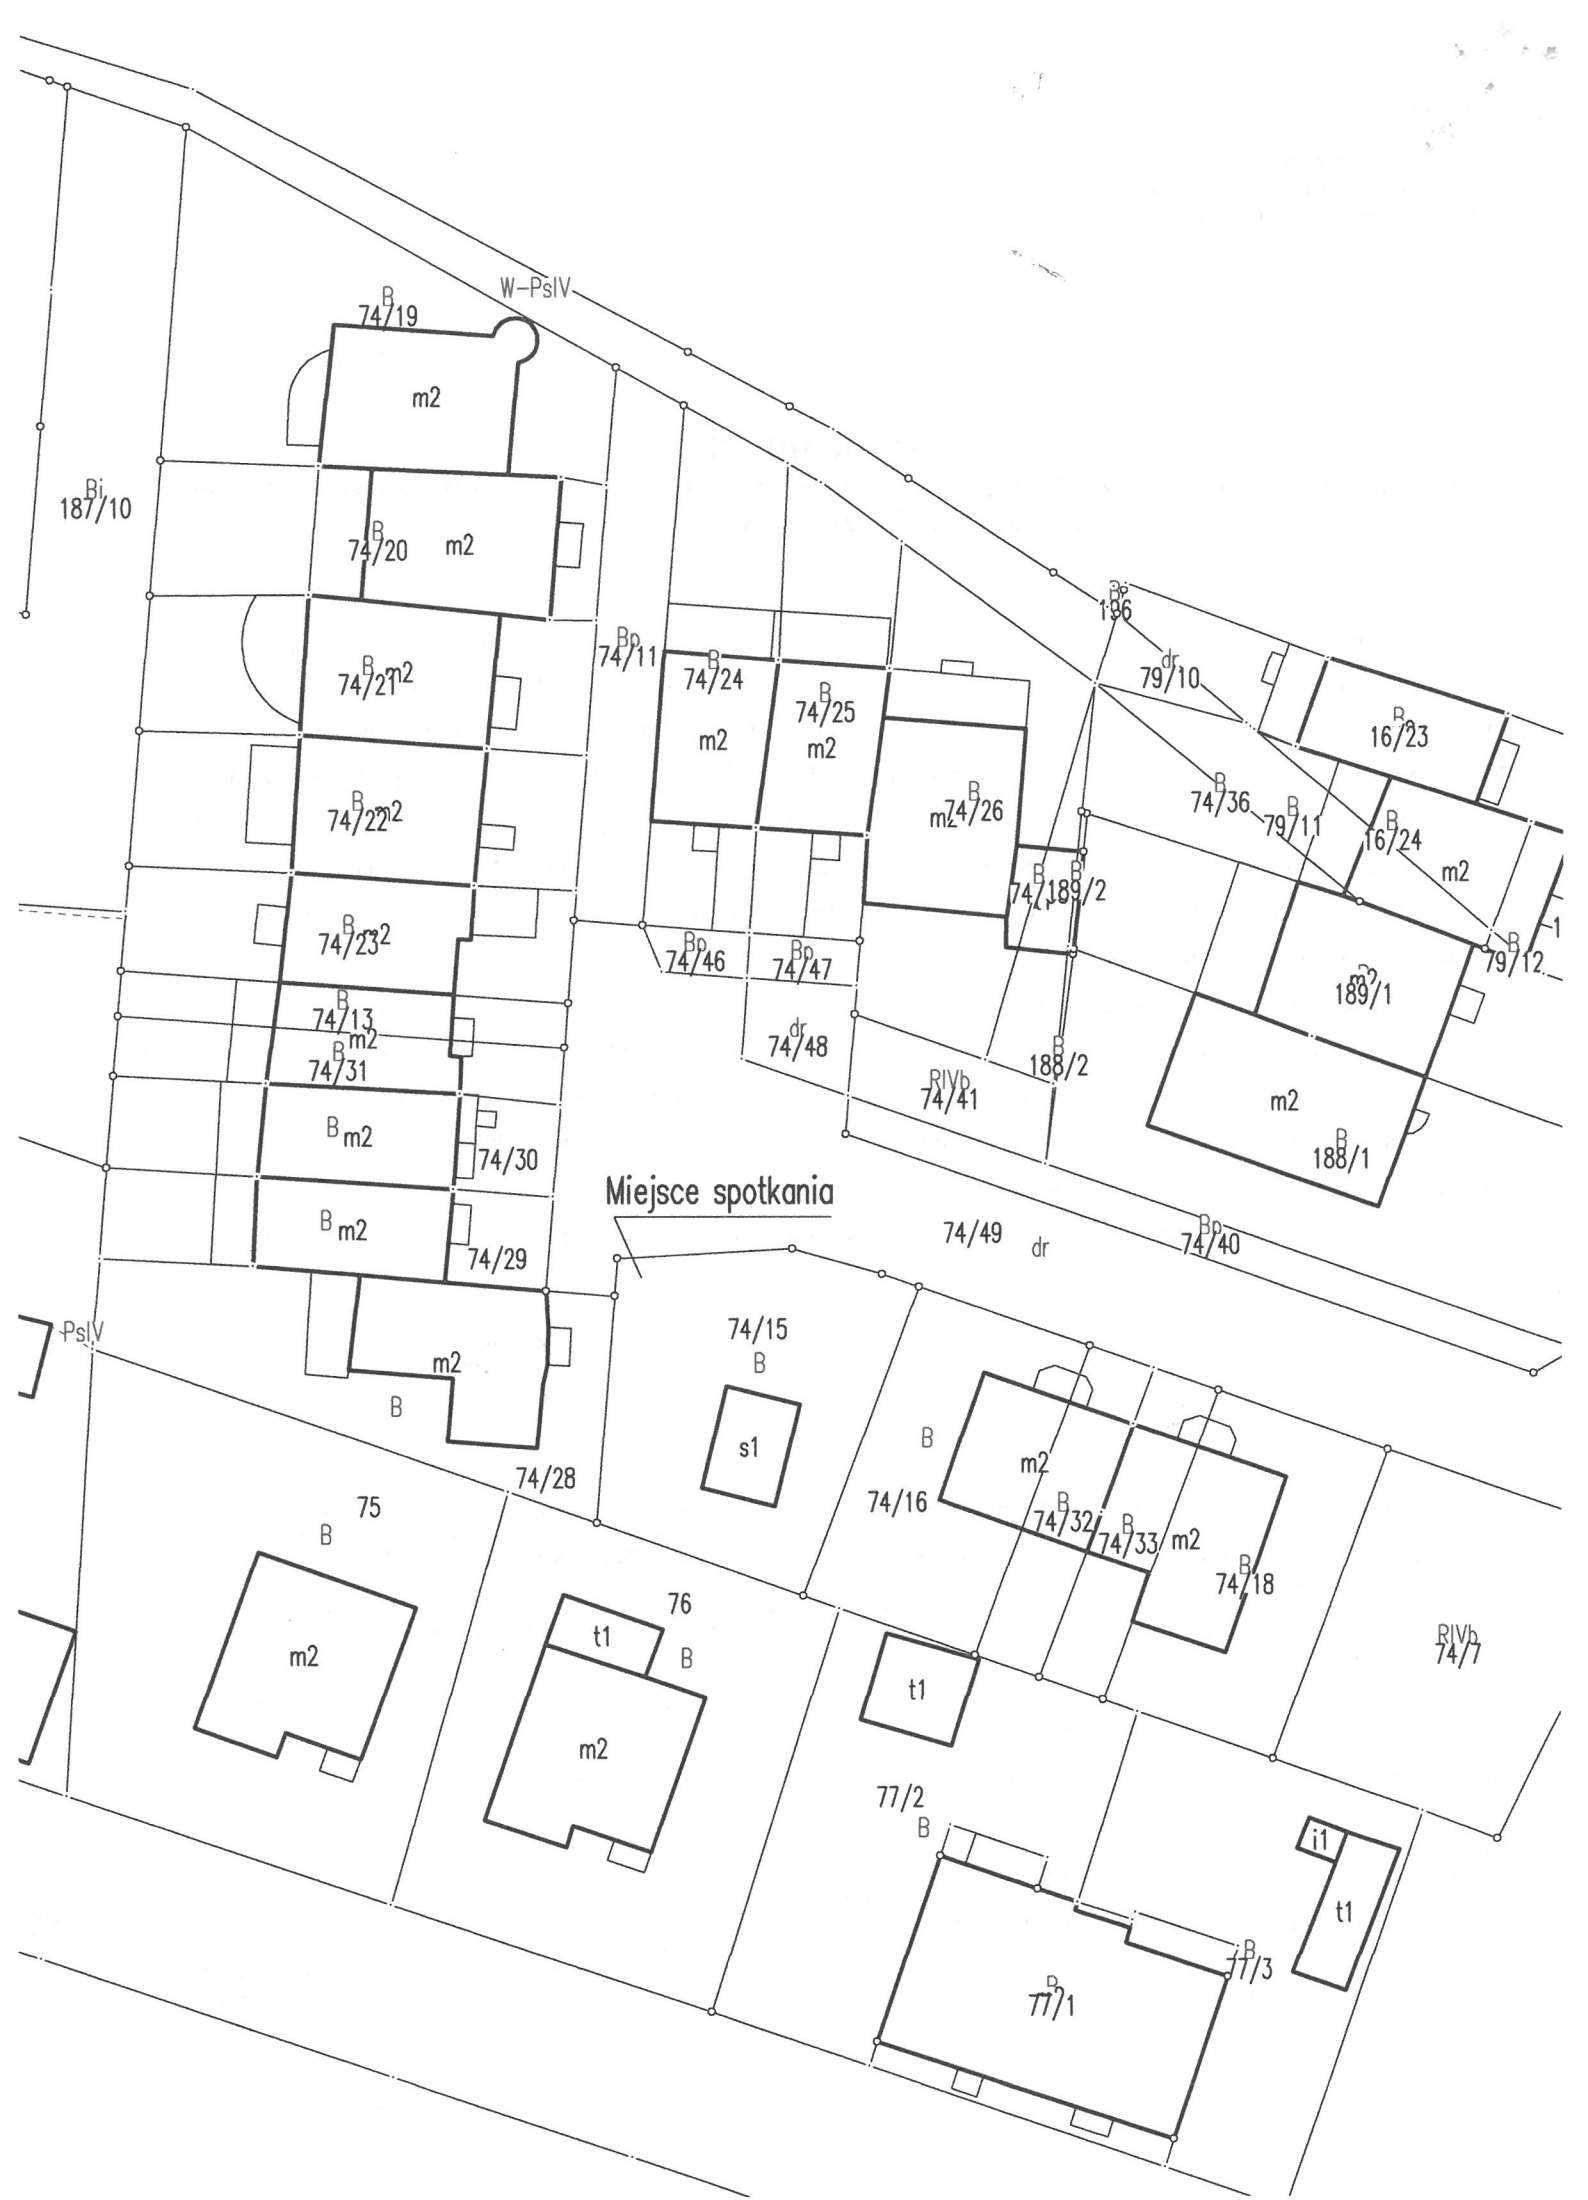 W-PsIV
B
74/19
m2
Bi
187/10
B
74/20
m2
Bi
196
Bp
74/11
B
74/24
m2
B
74/25
m2
dr
79/10
B
74/21
m2
B
16/23
B
74/22
m2
B
74/26
m2
B
74/36
B
79/11
B
16/24
m2
B
74/23
m2
B
189/2
Bp
74/46
Bp
74/47
B
79/12
m2
189/1
B
74/13
m2
B
74/31
dr
74/48
B
188/2
RIVb
74/41
m2
B
188/1
B m2
74/30
B m2
74/29
Miejsce spotkania
74/49 dr
Bp
74/40
PsIV
m2
B
74/28
74/15
B
s1
B
74/16
m2
B
74/32
B
74/33
m2
B
74/18
75
B
m2
76
B
t1
m2
t1
RIVb
74/7
77/2
B
i1
t1
B
77/3
B
77/1